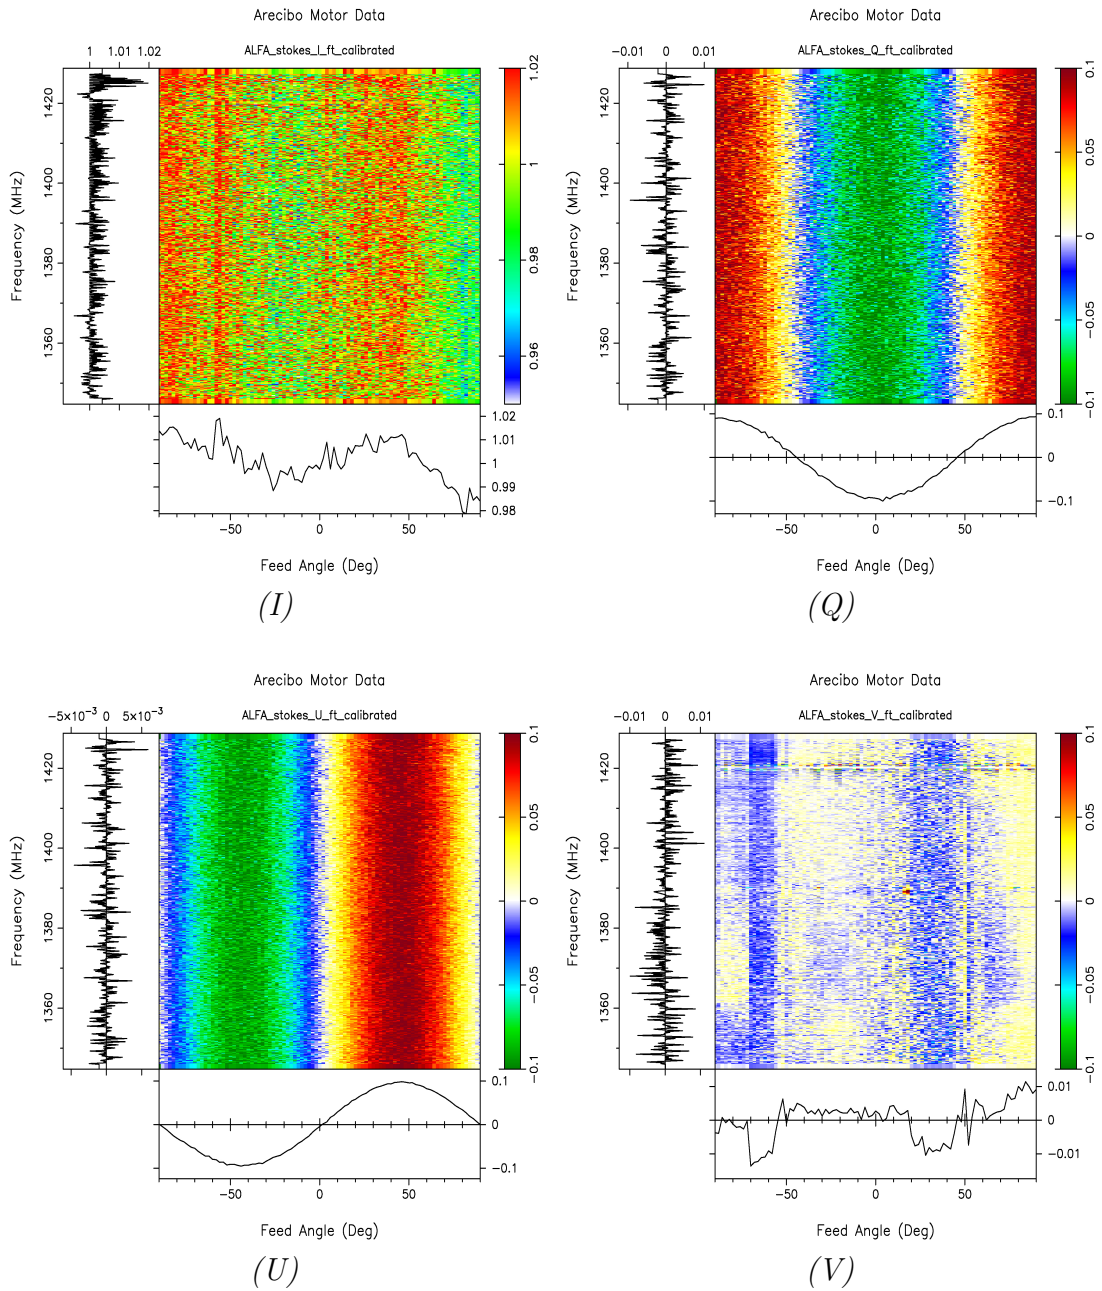 Arecibo Motor Data
ALFA_stokes_I_ft_calibrated
1 1.01 1.02
Frequency (MHz)
1420
1400
1380
1360
1.02
1
0.98
0.96
1.02
1.01
1
0.99
0.98
−50 0 50
Feed Angle (Deg)
(I)
Arecibo Motor Data
ALFA_stokes_Q_ft_calibrated
−0.01 0 0.01
Frequency (MHz)
1420
1400
1380
1360
0.1
0.05
0
−0.05
−0.1
0.1
0
−0.1
−50 0 50
Feed Angle (Deg)
(Q)
Arecibo Motor Data
ALFA_stokes_U_ft_calibrated
−5×10⁻³ 0 5×10⁻³
Frequency (MHz)
1420
1400
1380
1360
0.1
0.05
0
−0.05
−0.1
0.1
0
−0.1
−50 0 50
Feed Angle (Deg)
(U)
Arecibo Motor Data
ALFA_stokes_V_ft_calibrated
−0.01 0 0.01
Frequency (MHz)
1420
1400
1380
1360
0.1
0.05
0
−0.05
−0.1
0.01
0
−0.01
−50 0 50
Feed Angle (Deg)
(V)